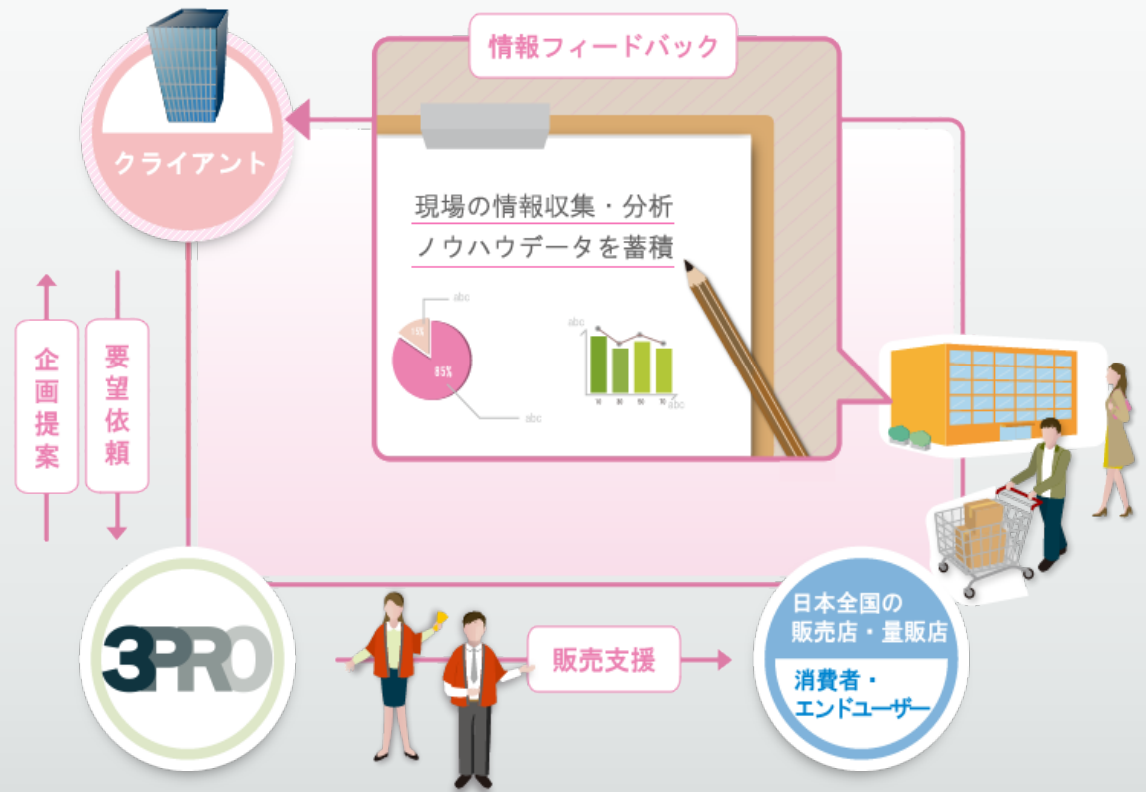 情報フィードバック
クライアント
現場の情報収集・分析
ノウハウデータを蓄積
abc
15%
85%
abc
abc
abc
企画提案
要望依頼
3PRO
販売支援
日本全国の
販売店・量販店
消費者・
エンドユーザー